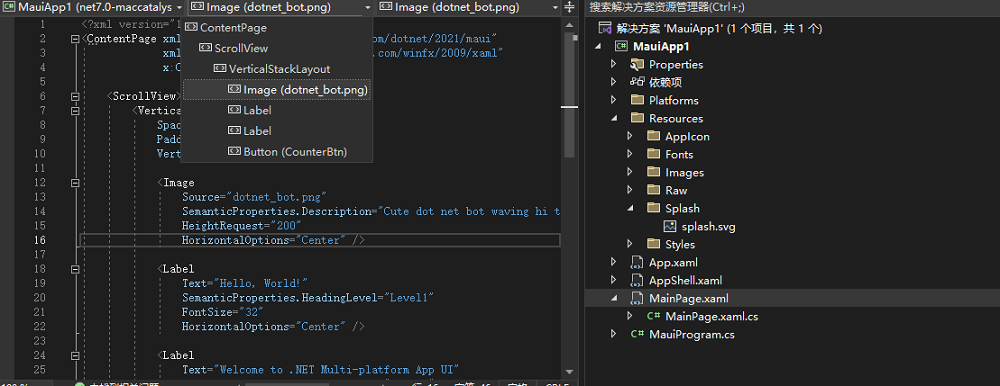 MauiApp1 (net7.0-maccatalys
Image (dotnet_bot.png)
Image (dotnet_bot.png)
ContentPage
ScrollView
VerticalStackLayout
Image (dotnet_bot.png)
Label
Label
Button (CounterBtn)
1 <?xml version="1
2 <ContentPage xml com/dotnet/2021/maui"
3 xml .com/winfx/2009/xaml"
4 x:C
5
6 <ScrollView>
7 <Vertica
8 Spac
9 Padd
10 Vert
11
12 <Image
13 Source="dotnet_bot.png"
14 SemanticProperties.Description="Cute dot net bot waving hi t
15 HeightRequest="200"
16 HorizontalOptions="Center" />
17
18 <Label
19 Text="Hello, World!"
20 SemanticProperties.HeadingLevel="Level1"
21 FontSize="32"
22 HorizontalOptions="Center" />
23
24 <Label
25 Text="Welcome to .NET Multi-platform App UI"
搜索解决方案资源管理器(Ctrl+;)
解决方案 'MauiApp1' (1 个项目，共 1 个)
MauiApp1
Properties
依赖项
Platforms
Resources
AppIcon
Fonts
Images
Raw
Splash
splash.svg
Styles
App.xaml
AppShell.xaml
MainPage.xaml
C# MainPage.xaml.cs
C# MauiProgram.cs